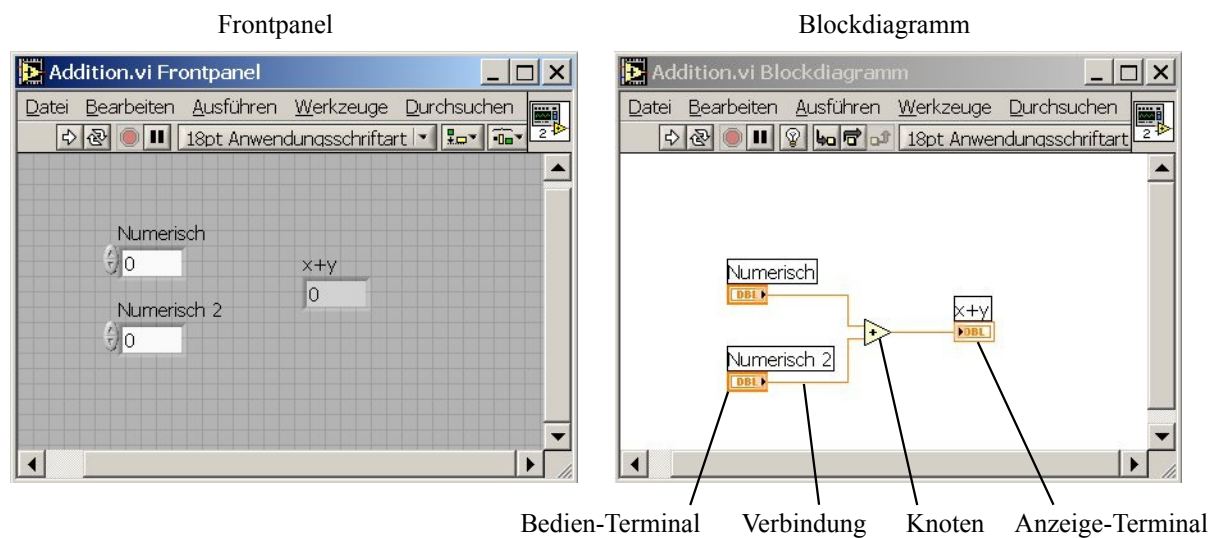 Frontpanel
Blockdiagramm
Addition.vi Frontpanel
Datei Bearbeiten Ausführen Werkzeuge Durchsuchen
2
18pt Anwendungsschriftart
Numerisch
0
x+y
0
Numerisch 2
0
Addition.vi Blockdiagramm
Datei Bearbeiten Ausführen Werkzeuge Durchsuchen
2
18pt Anwendungsschriftart
Numerisch
DBL
x+y
DBL
+
Numerisch 2
DBL
Bedien-Terminal Verbindung Knoten Anzeige-Terminal